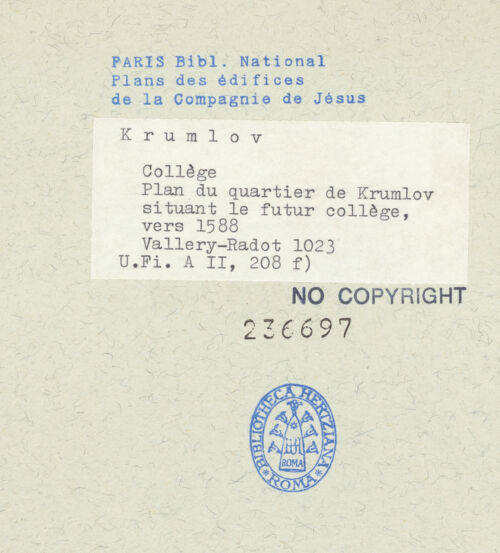 PARIS Bibl. National
Plans des édifices
de la Compagnie de Jésus
Krumlov
Collège
Plan du quartier de Krumlov
situant le futur collège,
vers 1588
Vallery-Radot 1023
U.Fi. A II, 208 f)
NO COPYRIGHT
236697
BIBLIOTHECA HERTZIANA
ROMA
ROMA